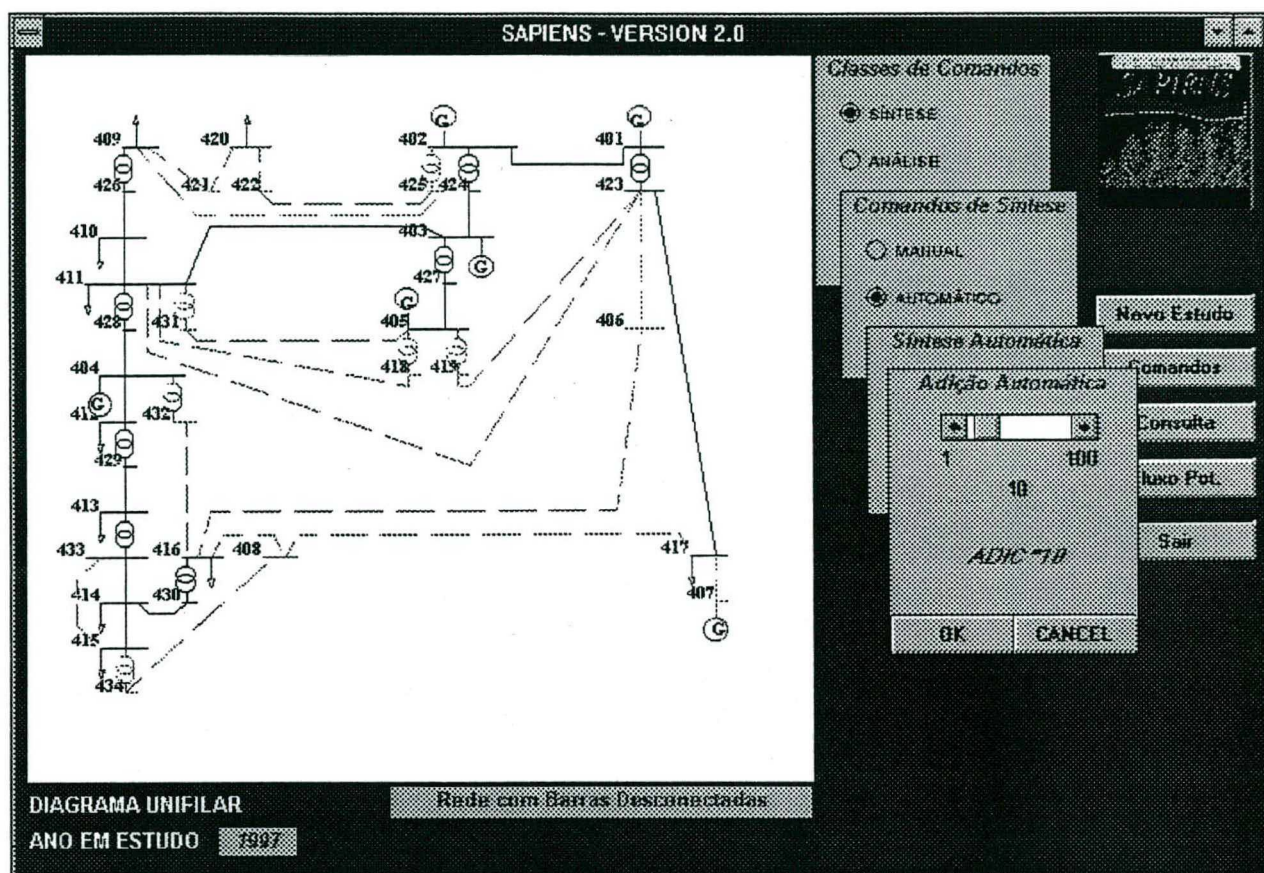 SAPIENS - VERSION 2.0
Classes de Comandos
SÍNTESE
ANÁLISE
Comandos de Síntese
MANUAL
AUTOMÁTICO
Síntese Automática
Adição Automática
1 100
10
ADIC *10
OK CANCEL
SAPIENS
Novo Estudo
Comandos
Consulta
luxo Pot.
Sair
G G
409 420 402 401
426 421 422 425 424 423
410 403
G
411 427
G
428 431 405 406
404 418 419
G 432
412
429
413
433 416 408 417
414 430 407
415 G
434
DIAGRAMA UNIFILAR
Rede com Barras Desconectadas
ANO EM ESTUDO 1997